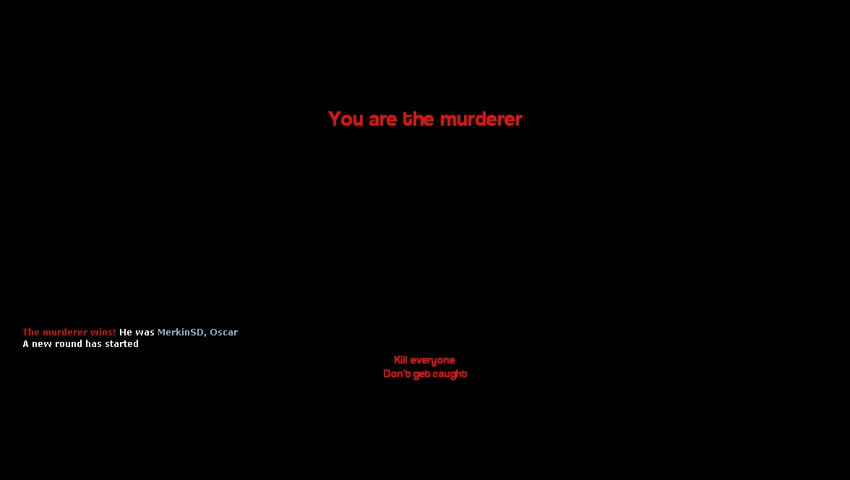 You are the murderer
The murderer wins! He was MerkinSD, Oscar
A new round has started
Kill everyone
Don't get caught